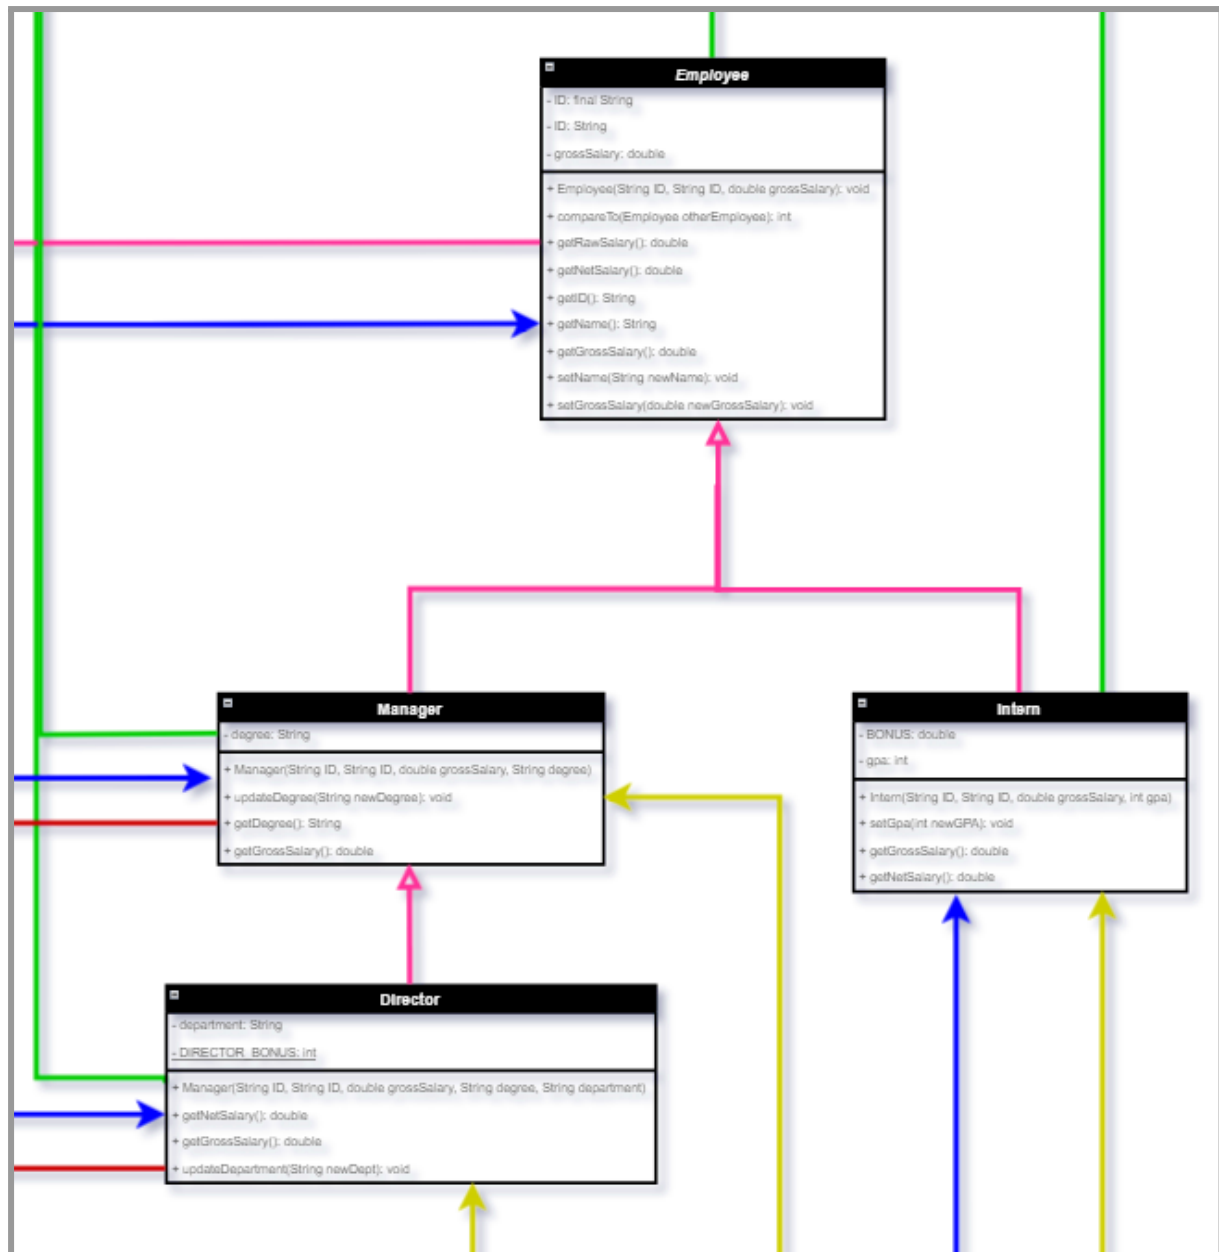 Employee
- ID: final String
- ID: String
- grossSalary: double
+ Employee(String ID, String ID, double grossSalary): void
+ compareTo(Employee otherEmployee): int
+ getRawSalary(): double
+ getNetSalary(): double
+ getID(): String
+ getName(): String
+ getGrossSalary(): double
+ setName(String newName): void
+ setGrossSalary(double newGrossSalary): void
Manager
- degree: String
+ Manager(String ID, String ID, double grossSalary, String degree)
+ updateDegree(String newDegree): void
+ getDegree(): String
+ getGrossSalary(): double
Intern
- BONUS: double
- gpa: int
+ Intern(String ID, String ID, double grossSalary, int gpa)
+ setGpa(int newGPA): void
+ getGrossSalary(): double
+ getNetSalary(): double
Director
- department: String
- DIRECTOR_BONUS: int
+ Manager(String ID, String ID, double grossSalary, String degree, String department)
+ getNetSalary(): double
+ getGrossSalary(): double
+ updateDepartment(String newDept): void